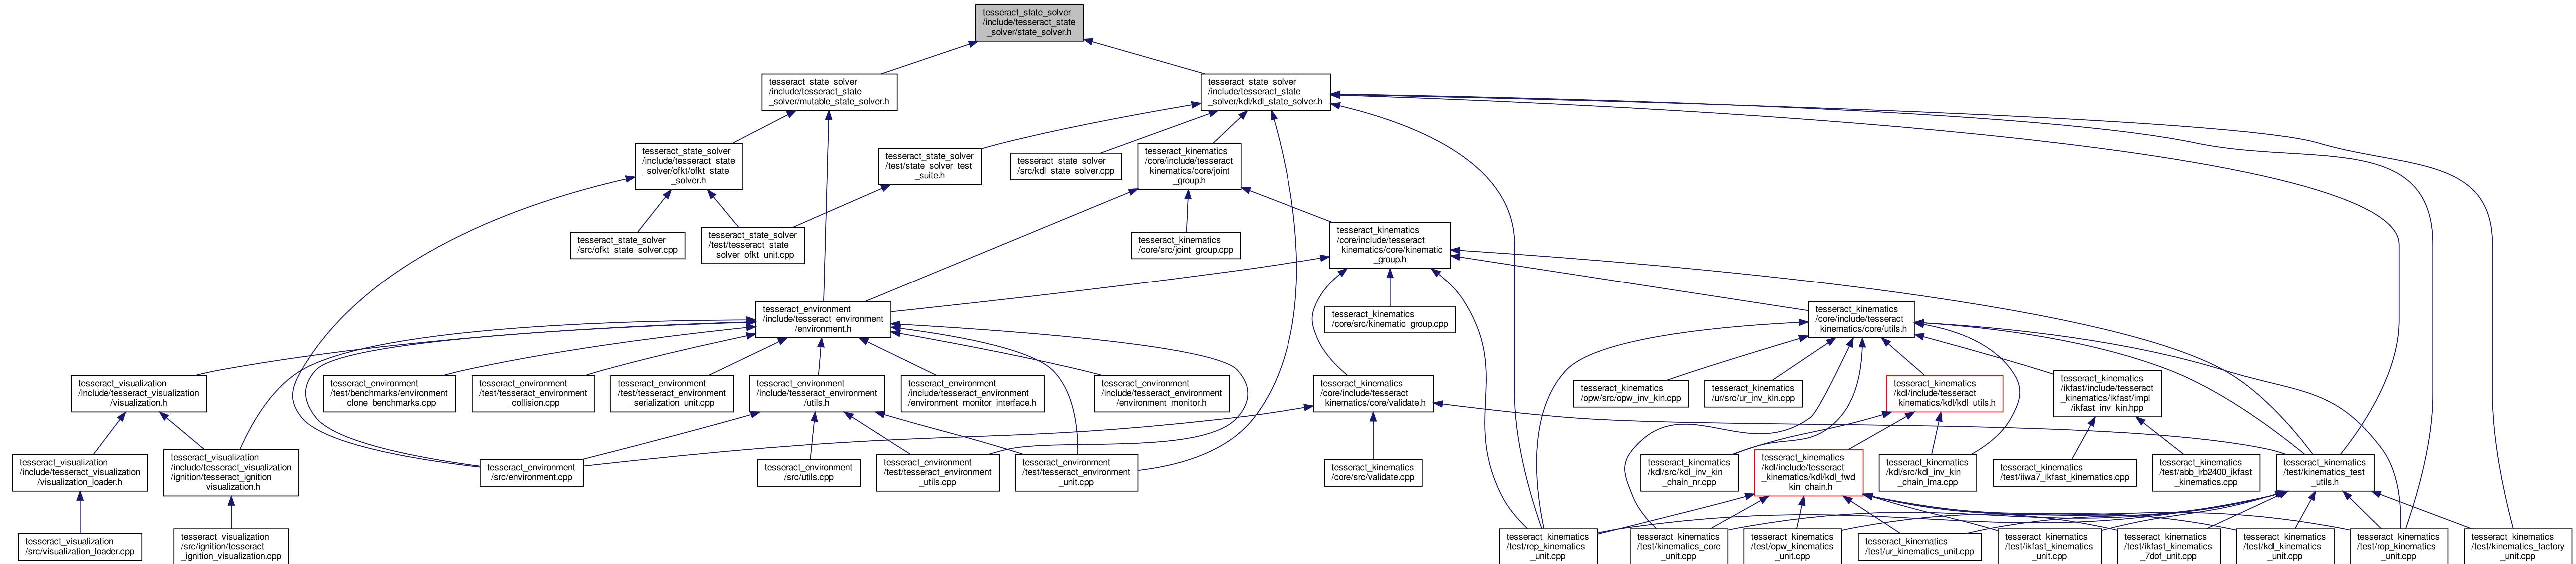 tesseract_state_solver
/include/tesseract_state
_solver/state_solver.h
tesseract_state_solver
/include/tesseract_state
_solver/mutable_state_solver.h
tesseract_state_solver
/include/tesseract_state
_solver/kdl/kdl_state_solver.h
tesseract_state_solver
/include/tesseract_state
_solver/ofkt/ofkt_state
_solver.h
tesseract_state_solver
/test/state_solver_test
_suite.h
tesseract_state_solver
/src/kdl_state_solver.cpp
tesseract_kinematics
/core/include/tesseract
_kinematics/core/joint
_group.h
tesseract_state_solver
/src/ofkt_state_solver.cpp
tesseract_state_solver
/test/tesseract_state
_solver_ofkt_unit.cpp
tesseract_kinematics
/core/src/joint_group.cpp
tesseract_kinematics
/core/include/tesseract
_kinematics/core/kinematic
_group.h
tesseract_environment
/include/tesseract_environment
/environment.h
tesseract_kinematics
/core/src/kinematic_group.cpp
tesseract_kinematics
/core/include/tesseract
_kinematics/core/utils.h
tesseract_visualization
/include/tesseract_visualization
/visualization.h
tesseract_environment
/test/benchmarks/environment
_clone_benchmarks.cpp
tesseract_environment
/test/tesseract_environment
_collision.cpp
tesseract_environment
/test/tesseract_environment
_serialization_unit.cpp
tesseract_environment
/include/tesseract_environment
/utils.h
tesseract_environment
/include/tesseract_environment
/environment_monitor_interface.h
tesseract_environment
/include/tesseract_environment
/environment_monitor.h
tesseract_kinematics
/core/include/tesseract
_kinematics/core/validate.h
tesseract_kinematics
/opw/src/opw_inv_kin.cpp
tesseract_kinematics
/ur/src/ur_inv_kin.cpp
tesseract_kinematics
/kdl/include/tesseract
_kinematics/kdl/kdl_utils.h
tesseract_kinematics
/ikfast/include/tesseract
_kinematics/ikfast/impl
/ikfast_inv_kin.hpp
tesseract_visualization
/include/tesseract_visualization
/visualization_loader.h
tesseract_visualization
/include/tesseract_visualization
/ignition/tesseract_ignition
_visualization.h
tesseract_environment
/src/environment.cpp
tesseract_environment
/src/utils.cpp
tesseract_environment
/test/tesseract_environment
_utils.cpp
tesseract_environment
/test/tesseract_environment
_unit.cpp
tesseract_kinematics
/core/src/validate.cpp
tesseract_kinematics
/kdl/src/kdl_inv_kin
_chain_nr.cpp
tesseract_kinematics
/kdl/include/tesseract
_kinematics/kdl/kdl_fwd
_kin_chain.h
tesseract_kinematics
/kdl/src/kdl_inv_kin
_chain_lma.cpp
tesseract_kinematics
/test/iiwa7_ikfast_kinematics.cpp
tesseract_kinematics
/test/abb_irb2400_ikfast
_kinematics.cpp
tesseract_kinematics
/test/kinematics_test
_utils.h
tesseract_visualization
/src/visualization_loader.cpp
tesseract_visualization
/src/ignition/tesseract
_ignition_visualization.cpp
tesseract_kinematics
/test/rep_kinematics
_unit.cpp
tesseract_kinematics
/test/kinematics_core
_unit.cpp
tesseract_kinematics
/test/opw_kinematics
_unit.cpp
tesseract_kinematics
/test/ur_kinematics_unit.cpp
tesseract_kinematics
/test/ikfast_kinematics
_unit.cpp
tesseract_kinematics
/test/ikfast_kinematics
_7dof_unit.cpp
tesseract_kinematics
/test/kdl_kinematics
_unit.cpp
tesseract_kinematics
/test/rop_kinematics
_unit.cpp
tesseract_kinematics
/test/kinematics_factory
_unit.cpp